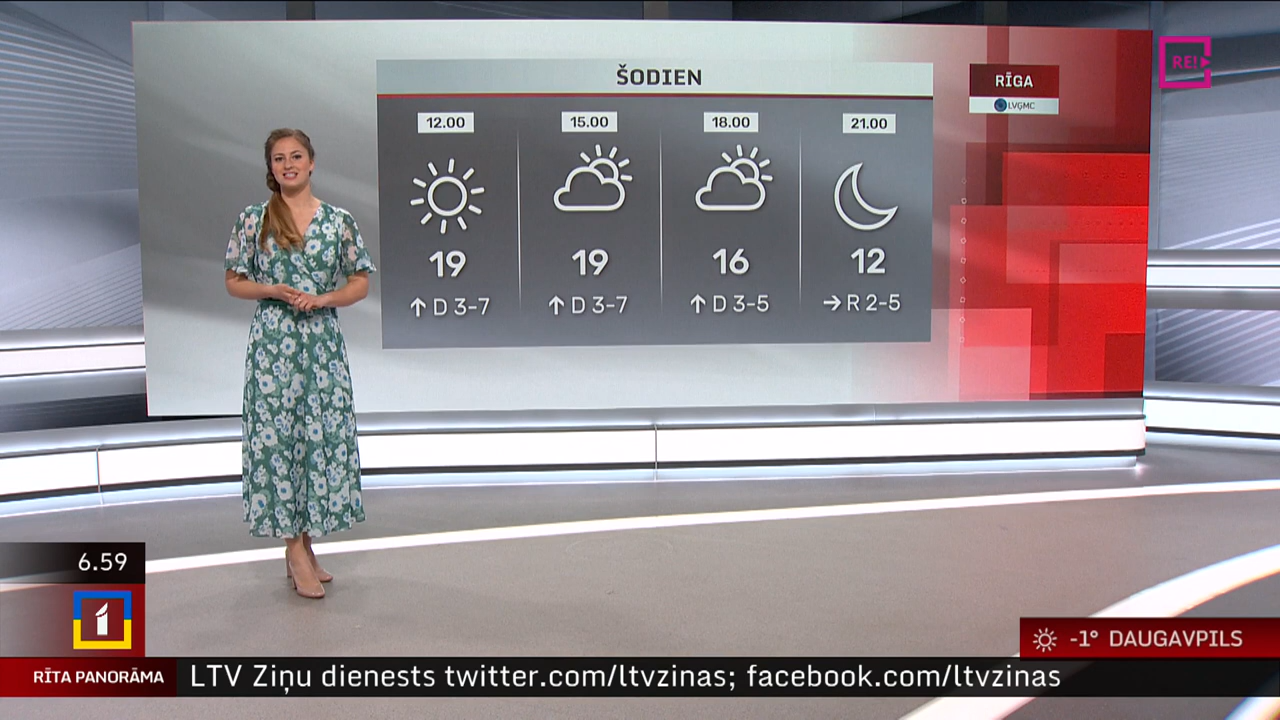 ŠODIEN
RĪGA
LVĢMC
RE!
12.00 15.00 18.00 21.00
19 19 16 12
↑ D 3-7 ↑ D 3-7 ↑ D 3-5 → R 2-5
6.59
1
-1° DAUGAVPILS
RĪTA PANORĀMA LTV Ziņu dienests twitter.com/ltvzinas; facebook.com/ltvzinas